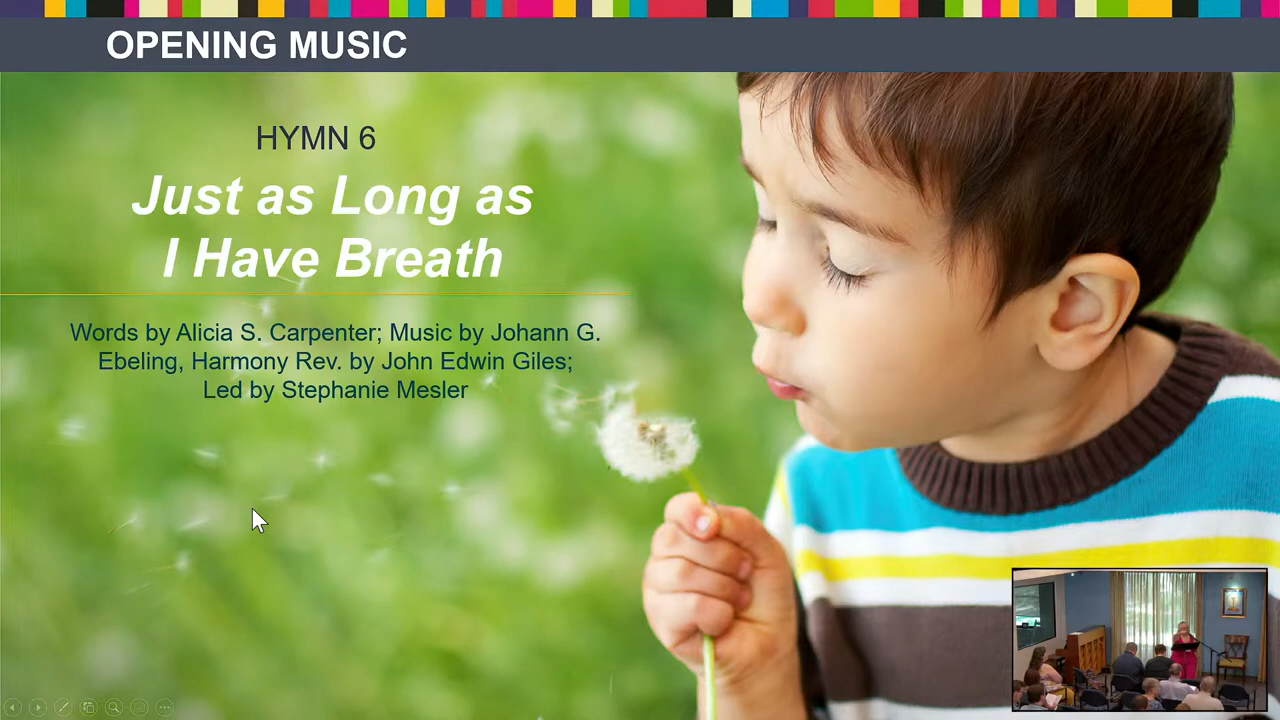 OPENING MUSIC
HYMN 6
Just as Long as
I Have Breath
Words by Alicia S. Carpenter; Music by Johann G.
Ebeling, Harmony Rev. by John Edwin Giles;
Led by Stephanie Mesler